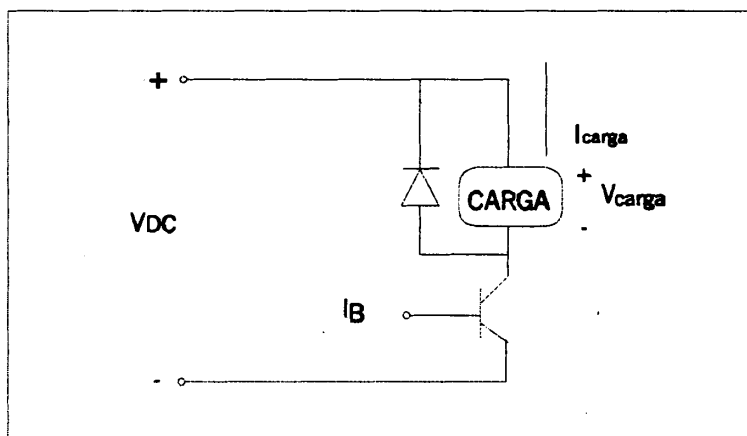 +
Icarga
+
CARGA
Vcarga
VDC
-
IB
-